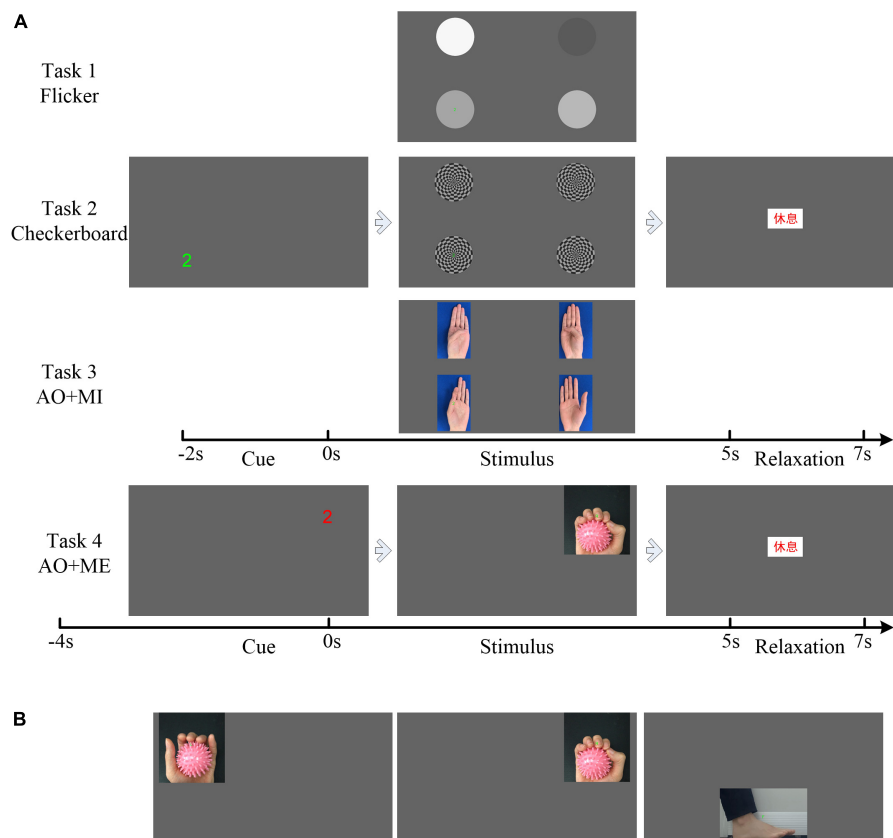 A
Task 1
Flicker
Task 2
Checkerboard
2
休息
Task 3
AO+MI
-2s
Cue
0s
Stimulus
5s
Relaxation
7s
Task 4
AO+ME
2
休息
-4s
Cue
0s
Stimulus
5s
Relaxation
7s
B